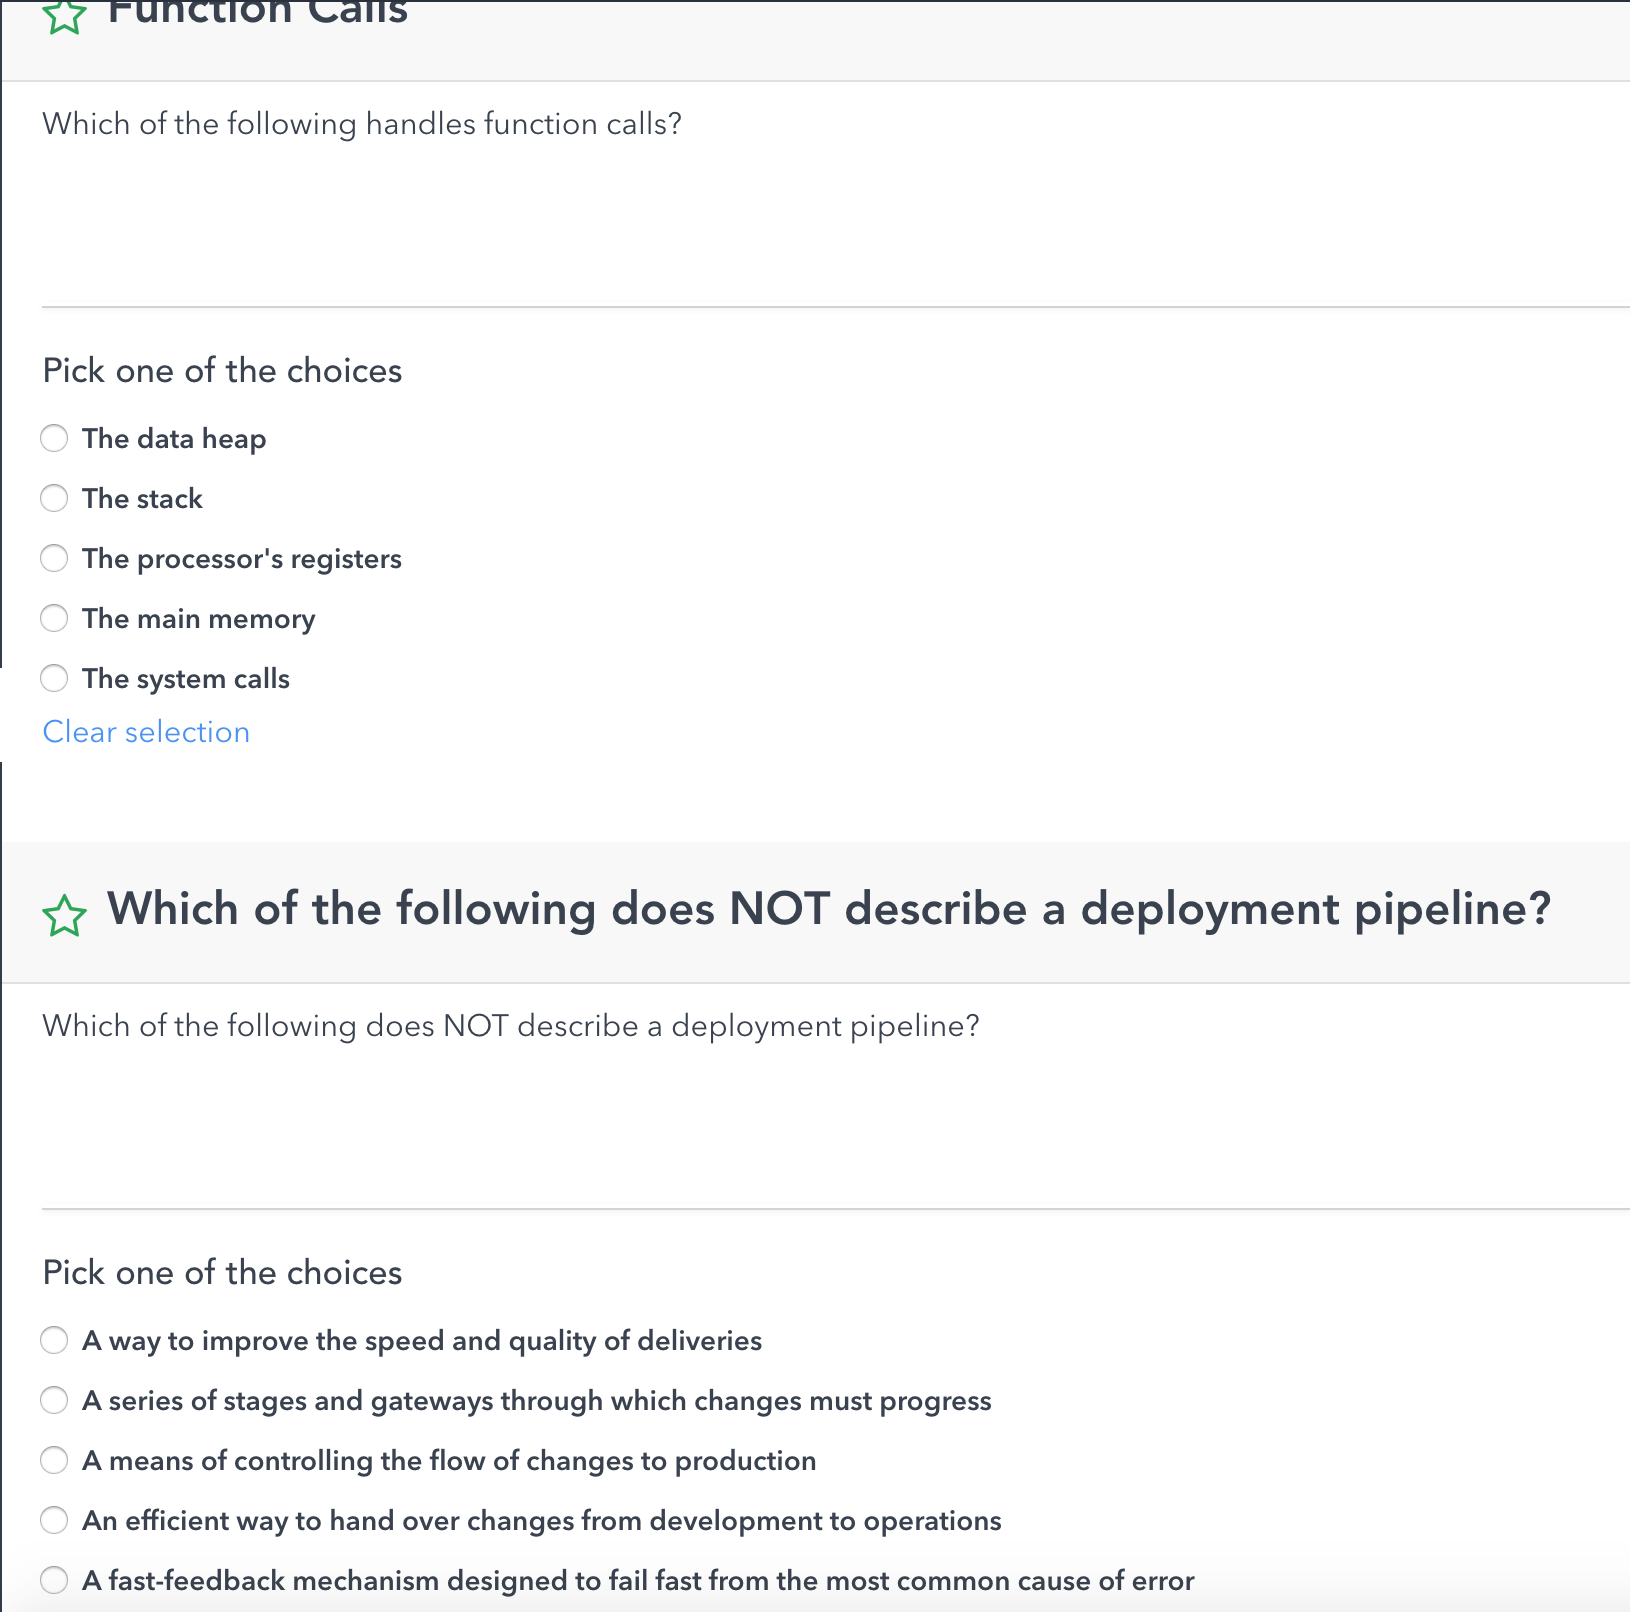 Function Calls
Which of the following handles function calls?
Pick one of the choices
The data heap
The stack
The processor's registers
The main memory
The system calls
Clear selection
Which of the following does NOT describe a deployment pipeline?
Which of the following does NOT describe a deployment pipeline?
Pick one of the choices
A way to improve the speed and quality of deliveries
A series of stages and gateways through which changes must progress
A means of controlling the flow of changes to production
An efficient way to hand over changes from development to operations
A fast-feedback mechanism designed to fail fast from the most common cause of error